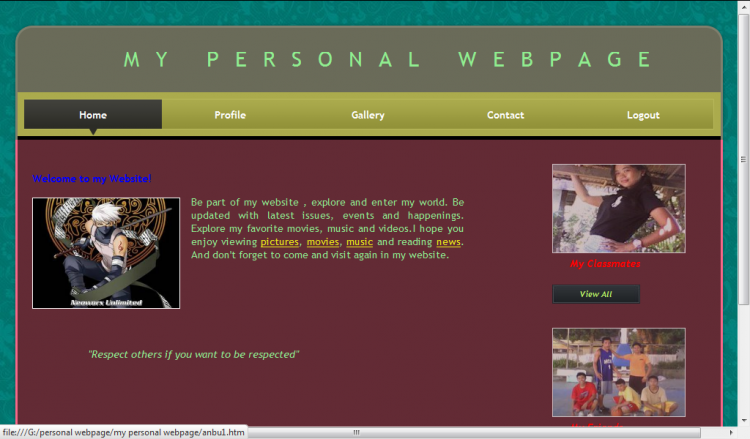 MY PERSONAL WEBPAGE
Home Profile Gallery Contact Logout
Welcome to my Website!
Be part of my website , explore and enter my world. Be
updated with latest issues, events and happenings.
Explore my favorite movies, music and videos.I hope you
enjoy viewing pictures, movies, music and reading news.
And don't forget to come and visit again in my website.
Neoworx Unlimited
"Respect others if you want to be respected"
My Classmates
View All
file:///G:/personal webpage/my personal webpage/anbu1.htm